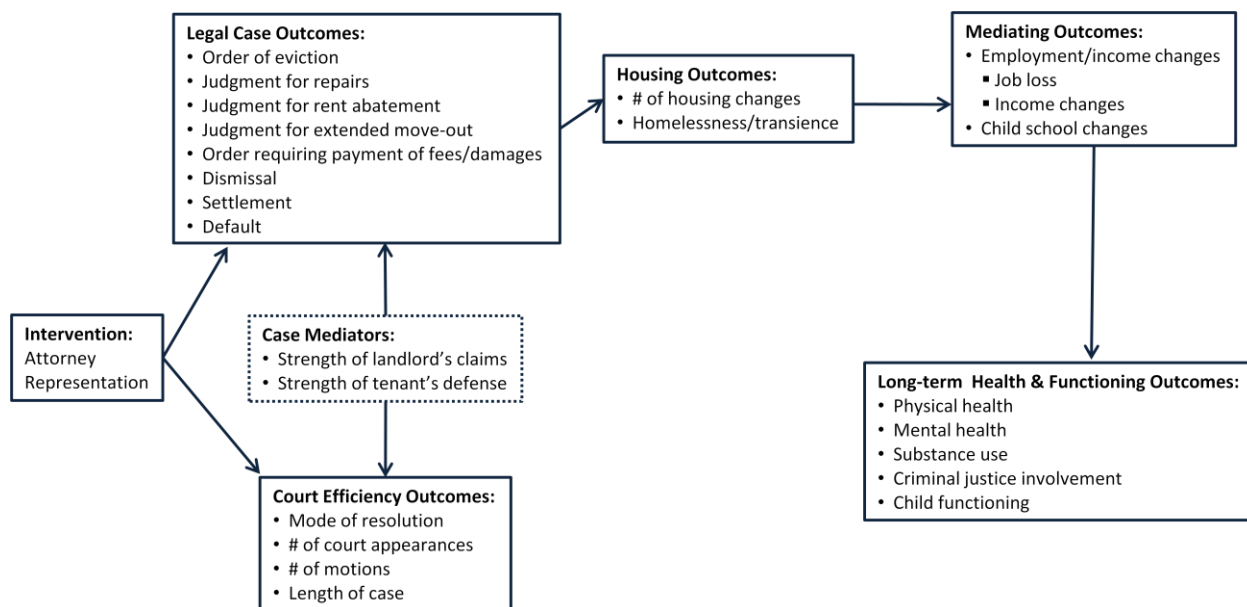 Legal Case Outcomes:
• Order of eviction
• Judgment for repairs
• Judgment for rent abatement
• Judgment for extended move-out
• Order requiring payment of fees/damages
• Dismissal
• Settlement
• Default
Housing Outcomes:
• # of housing changes
• Homelessness/transience
Mediating Outcomes:
• Employment/income changes
▪ Job loss
▪ Income changes
• Child school changes
Intervention:
Attorney
Representation
Case Mediators:
• Strength of landlord’s claims
• Strength of tenant’s defense
Long-term  Health & Functioning Outcomes:
• Physical health
• Mental health
• Substance use
• Criminal justice involvement
• Child functioning
Court Efficiency Outcomes:
• Mode of resolution
• # of court appearances
• # of motions
• Length of case